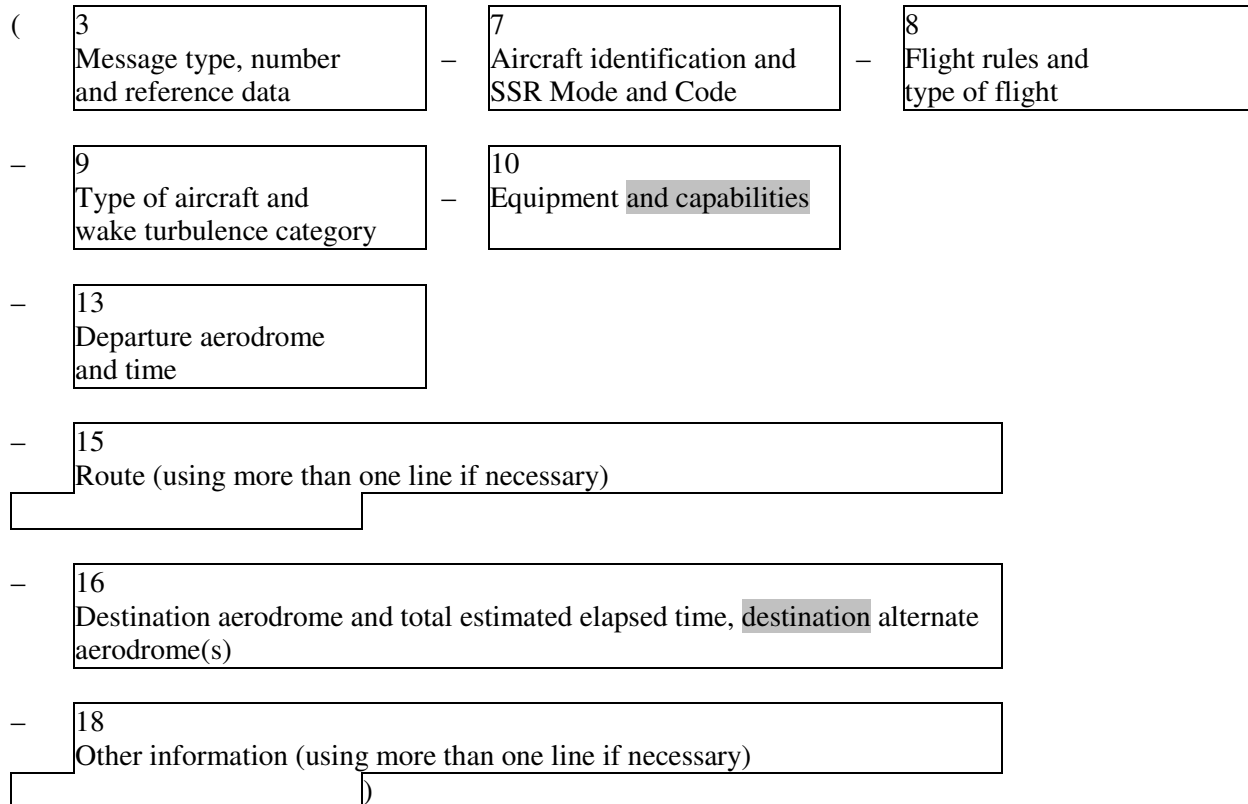 ( 3 7 8
Message type, number – Aircraft identification and – Flight rules and
and reference data SSR Mode and Code type of flight
– 9 10
Type of aircraft and – Equipment and capabilities
wake turbulence category
– 13
Departure aerodrome
and time
– 15
Route (using more than one line if necessary)
– 16
Destination aerodrome and total estimated elapsed time, destination alternate
aerodrome(s)
– 18
Other information (using more than one line if necessary)
)